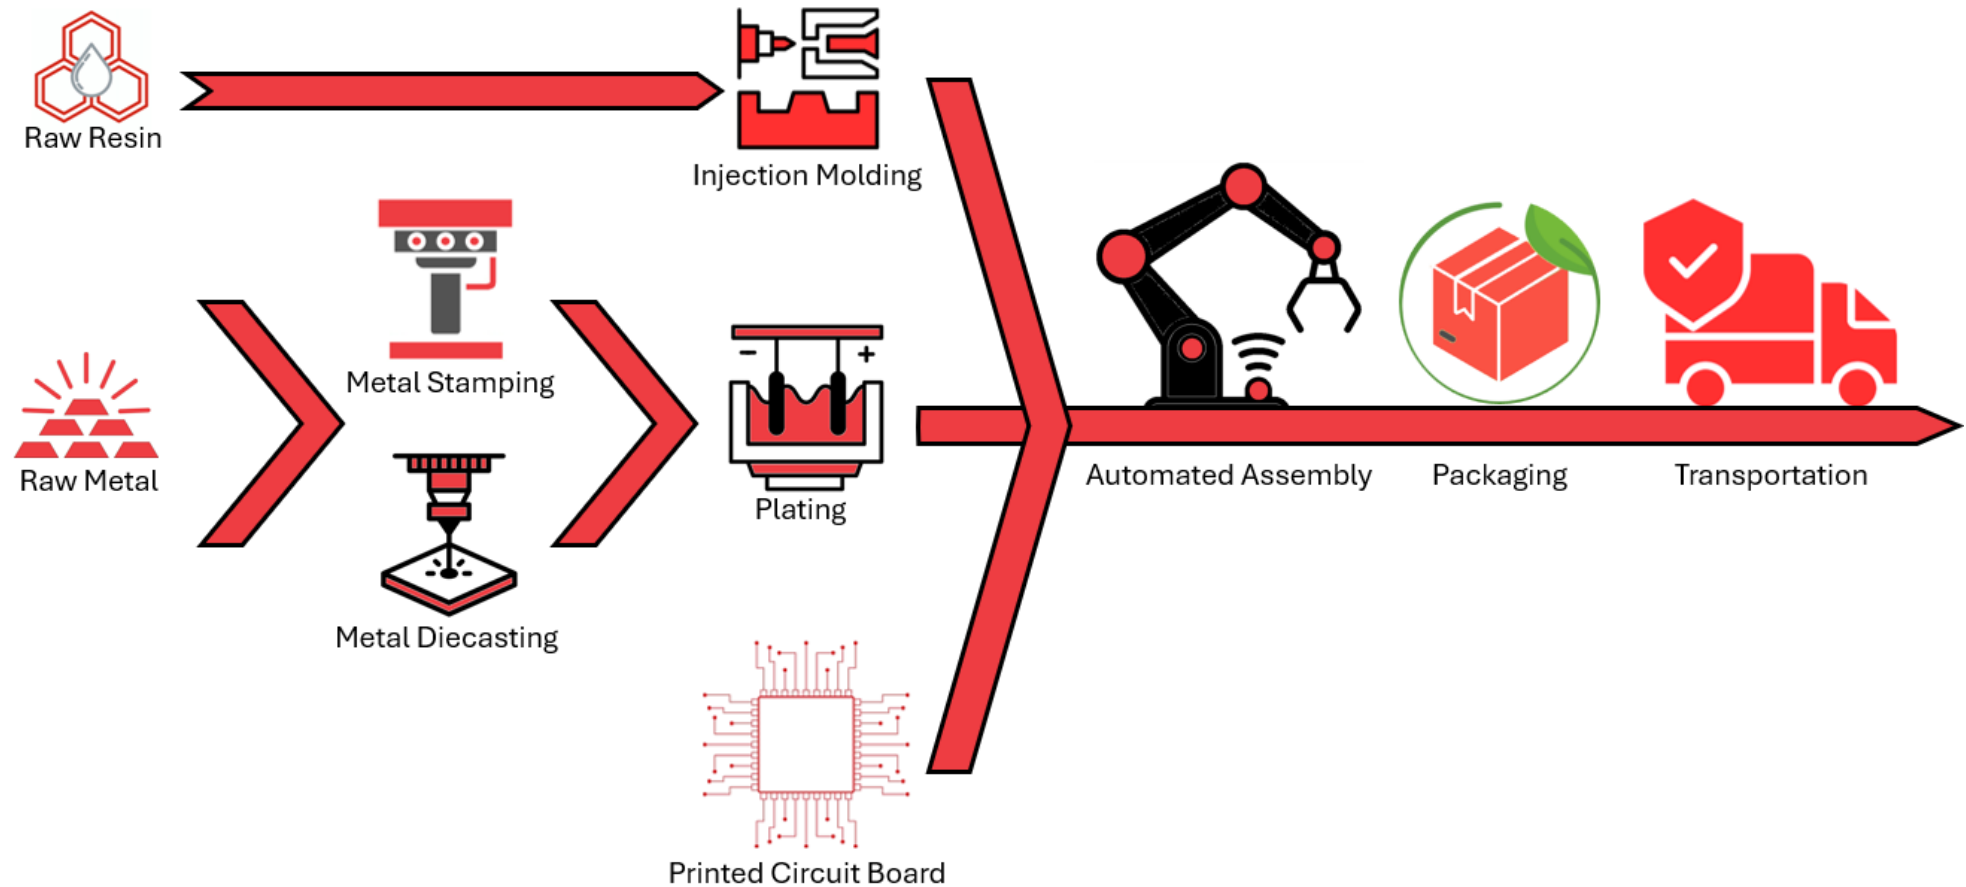 Raw Resin
Injection Molding
Metal Stamping
Raw Metal
- +
Plating
Automated Assembly
Packaging
Transportation
Metal Diecasting
Printed Circuit Board